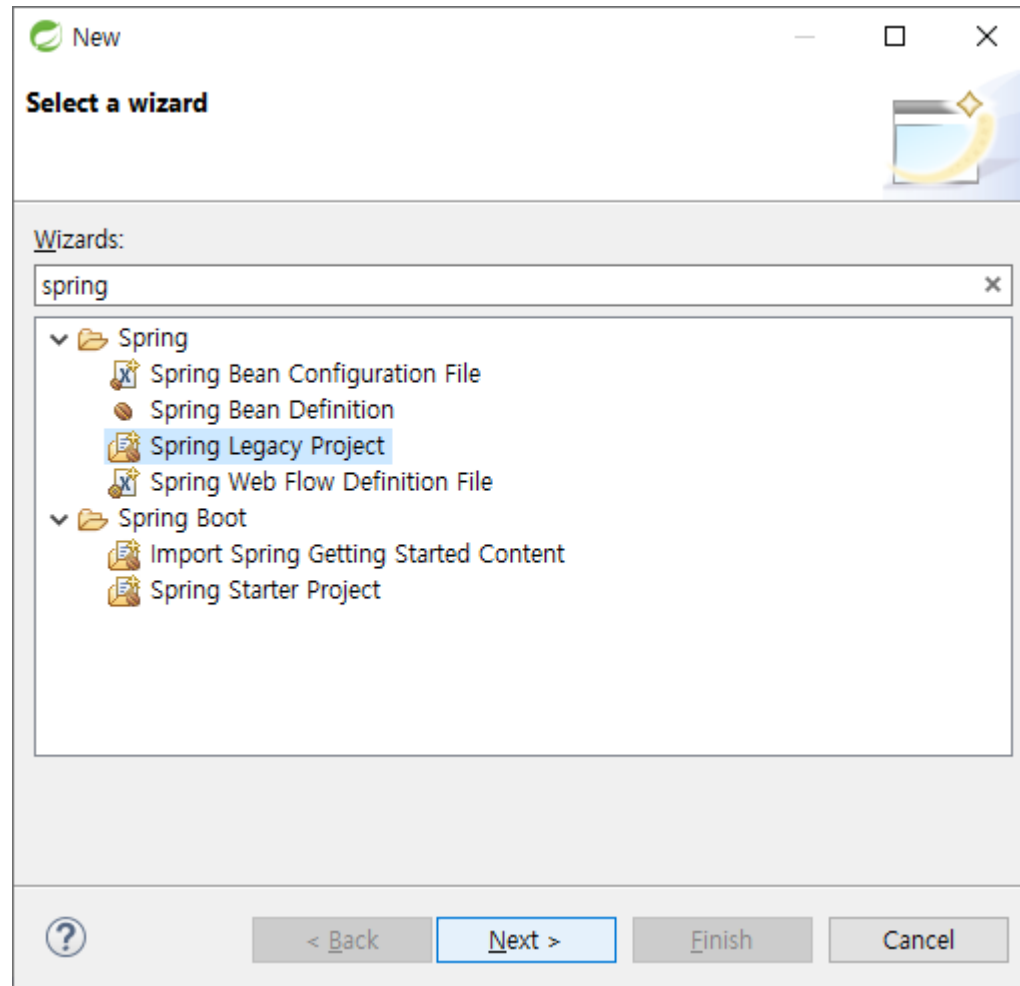 New
Select a wizard
Wizards:
spring
Spring
Spring Bean Configuration File
Spring Bean Definition
Spring Legacy Project
Spring Web Flow Definition File
Spring Boot
Import Spring Getting Started Content
Spring Starter Project
< Back Next > Finish Cancel